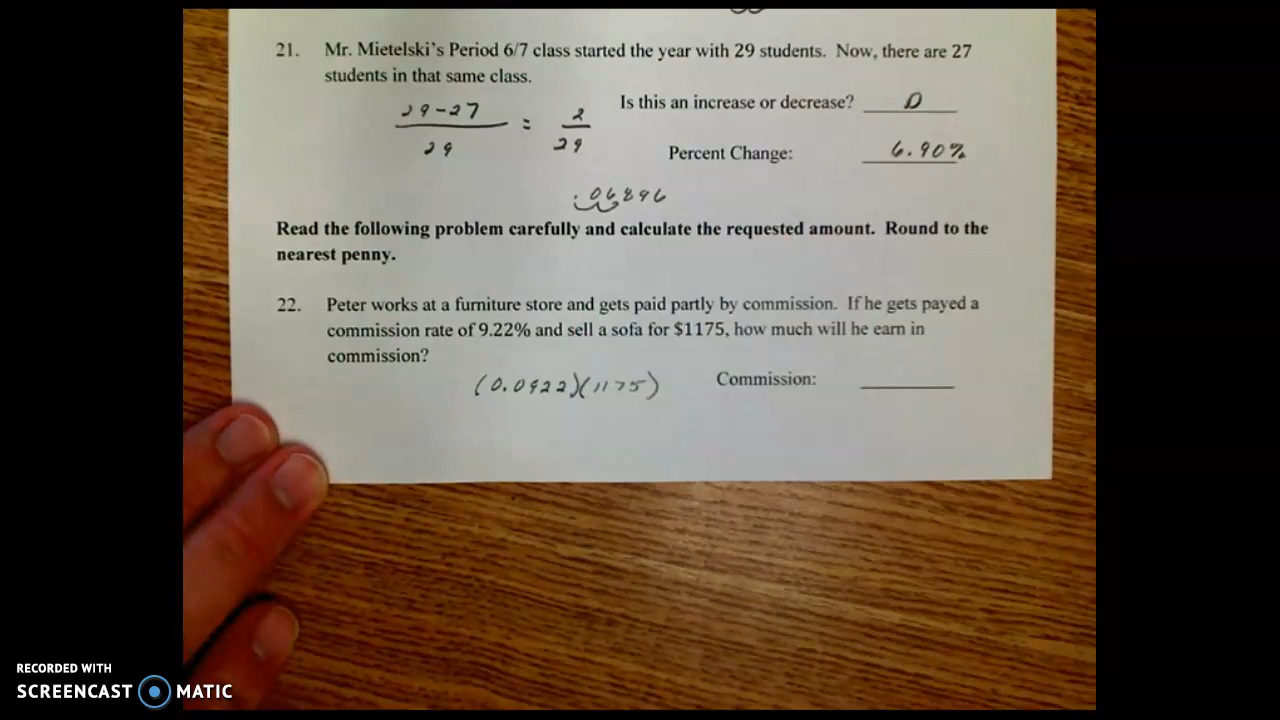 21. Mr. Mietelski's Period 6/7 class started the year with 29 students. Now, there are 27
students in that same class.
Is this an increase or decrease? D
29-27
29
=
2
29
Percent Change: 6.90%
.06896
Read the following problem carefully and calculate the requested amount. Round to the
nearest penny.
22. Peter works at a furniture store and gets paid partly by commission. If he gets payed a
commission rate of 9.22% and sell a sofa for $1175, how much will he earn in
commission?
(0.0922)(1175)
Commission:
RECORDED WITH
SCREENCAST MATIC